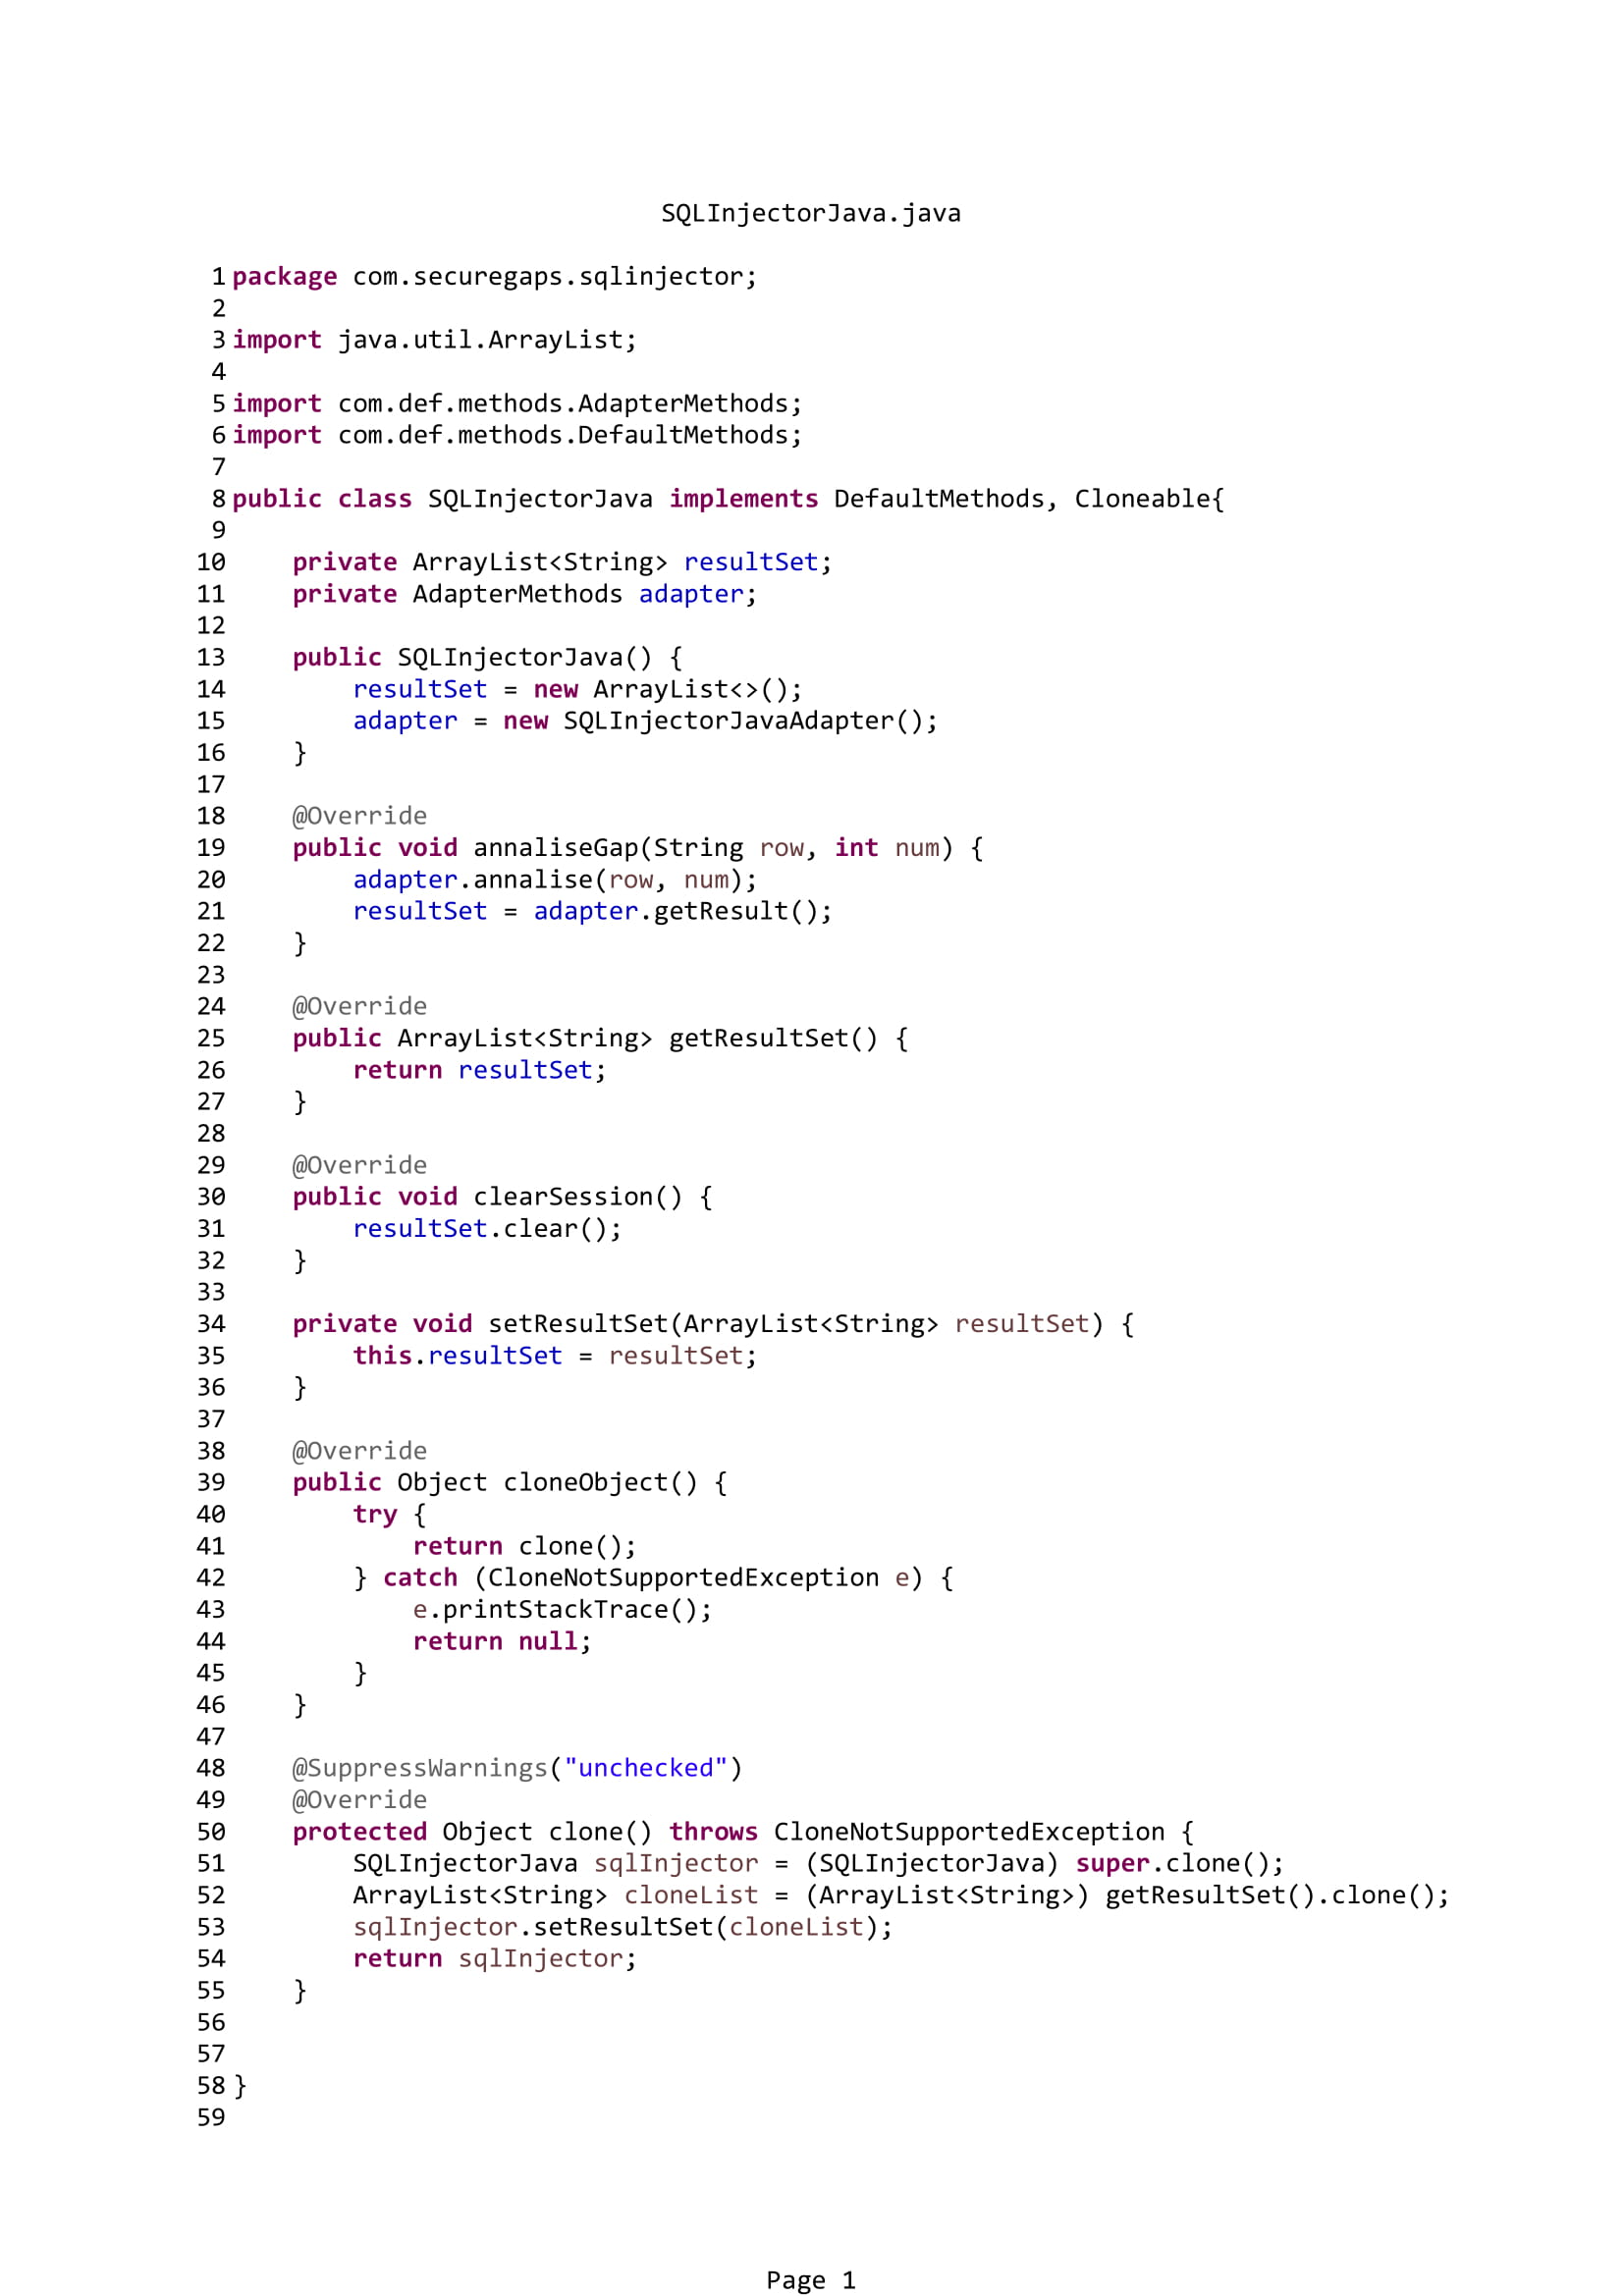 SQLInjectorJava.java
1 package com.securegaps.sqlinjector;
2
3 import java.util.ArrayList;
4
5 import com.def.methods.AdapterMethods;
6 import com.def.methods.DefaultMethods;
7
8 public class SQLInjectorJava implements DefaultMethods, Cloneable{
9
10     private ArrayList<String> resultSet;
11     private AdapterMethods adapter;
12
13     public SQLInjectorJava() {
14         resultSet = new ArrayList<>();
15         adapter = new SQLInjectorJavaAdapter();
16     }
17
18     @Override
19     public void annaliseGap(String row, int num) {
20         adapter.annalise(row, num);
21         resultSet = adapter.getResult();
22     }
23
24     @Override
25     public ArrayList<String> getResultSet() {
26         return resultSet;
27     }
28
29     @Override
30     public void clearSession() {
31         resultSet.clear();
32     }
33
34     private void setResultSet(ArrayList<String> resultSet) {
35         this.resultSet = resultSet;
36     }
37
38     @Override
39     public Object cloneObject() {
40         try {
41             return clone();
42         } catch (CloneNotSupportedException e) {
43             e.printStackTrace();
44             return null;
45         }
46     }
47
48     @SuppressWarnings("unchecked")
49     @Override
50     protected Object clone() throws CloneNotSupportedException {
51         SQLInjectorJava sqlInjector = (SQLInjectorJava) super.clone();
52         ArrayList<String> cloneList = (ArrayList<String>) getResultSet().clone();
53         sqlInjector.setResultSet(cloneList);
54         return sqlInjector;
55     }
56
57
58 }
59
Page 1